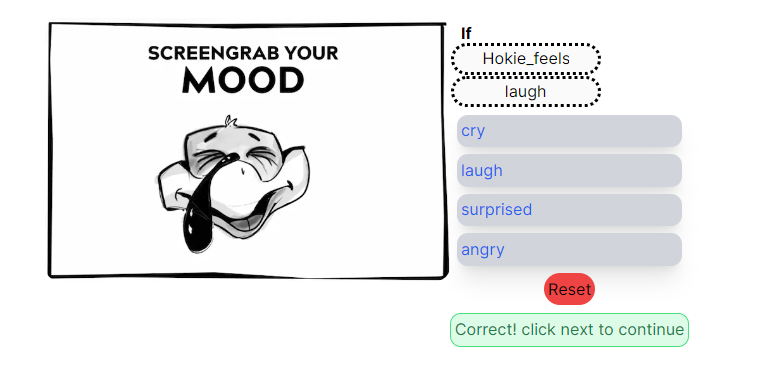 SCREENGRAB YOUR
MOOD
If
Hokie_feels
laugh
cry
laugh
surprised
angry
Reset
Correct! click next to continue